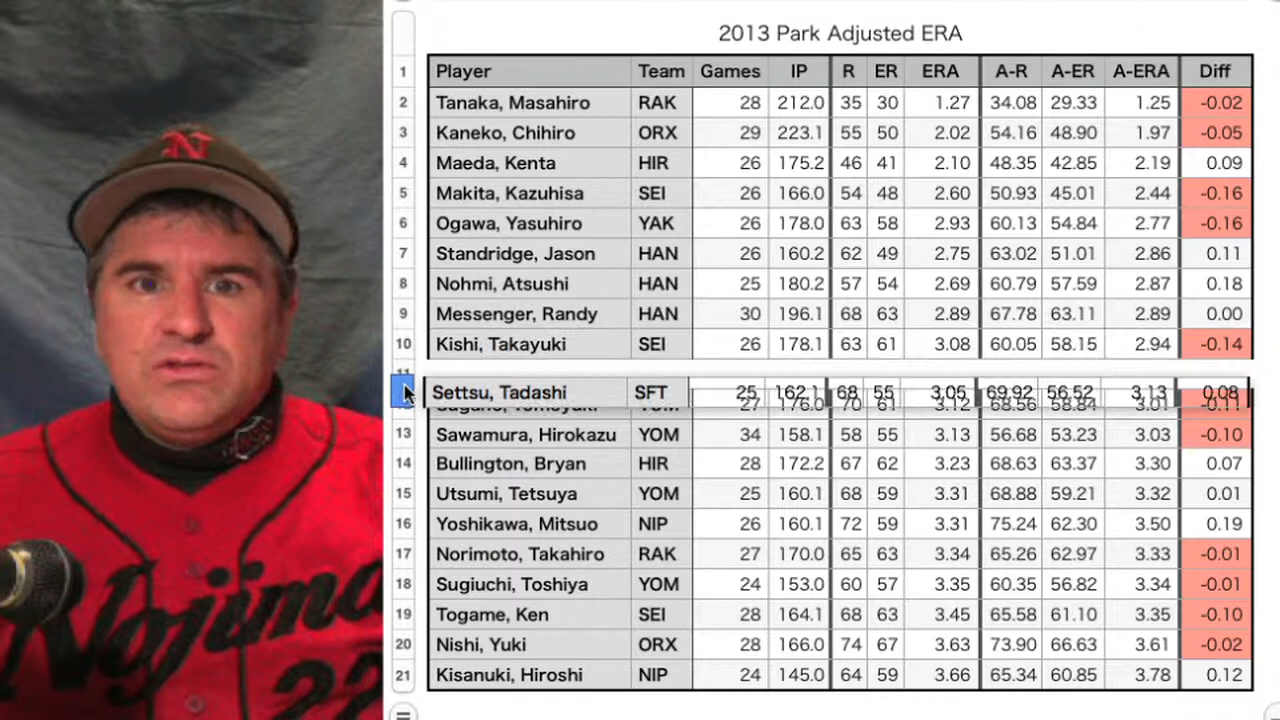 2013 Park Adjusted ERA
1 Player Team Games IP R ER ERA A-R A-ER A-ERA Diff
2 Tanaka, Masahiro RAK 28 212.0 35 30 1.27 34.08 29.33 1.25 -0.02
3 Kaneko, Chihiro ORX 29 223.1 55 50 2.02 54.16 48.90 1.97 -0.05
4 Maeda, Kenta HIR 26 175.2 46 41 2.10 48.35 42.85 2.19 0.09
5 Makita, Kazuhisa SEI 26 166.0 54 48 2.60 50.93 45.01 2.44 -0.16
6 Ogawa, Yasuhiro YAK 26 178.0 63 58 2.93 60.13 54.84 2.77 -0.16
7 Standridge, Jason HAN 26 160.2 62 49 2.75 63.02 51.01 2.86 0.11
8 Nohmi, Atsushi HAN 25 180.2 57 54 2.69 60.79 57.59 2.87 0.18
9 Messenger, Randy HAN 30 196.1 68 63 2.89 67.78 63.11 2.89 0.00
10 Kishi, Takayuki SEI 26 178.1 63 61 3.08 60.05 58.15 2.94 -0.14
11
Settsu, Tadashi SFT 25 162.1 68 55 3.05 69.92 56.52 3.13 0.08
13 Sawamura, Hirokazu YOM 34 158.1 58 55 3.13 56.68 53.23 3.03 -0.10
14 Bullington, Bryan HIR 28 172.2 67 62 3.23 68.63 63.37 3.30 0.07
15 Utsumi, Tetsuya YOM 25 160.1 68 59 3.31 68.88 59.21 3.32 0.01
16 Yoshikawa, Mitsuo NIP 26 160.1 72 59 3.31 75.24 62.30 3.50 0.19
17 Norimoto, Takahiro RAK 27 170.0 65 63 3.34 65.26 62.97 3.33 -0.01
18 Sugiuchi, Toshiya YOM 24 153.0 60 57 3.35 60.35 56.82 3.34 -0.01
19 Togame, Ken SEI 28 164.1 68 63 3.45 65.58 61.10 3.35 -0.10
20 Nishi, Yuki ORX 28 166.0 74 67 3.63 73.90 66.63 3.61 -0.02
21 Kisanuki, Hiroshi NIP 24 145.0 64 59 3.66 65.34 60.85 3.78 0.12
N
Nojima
22